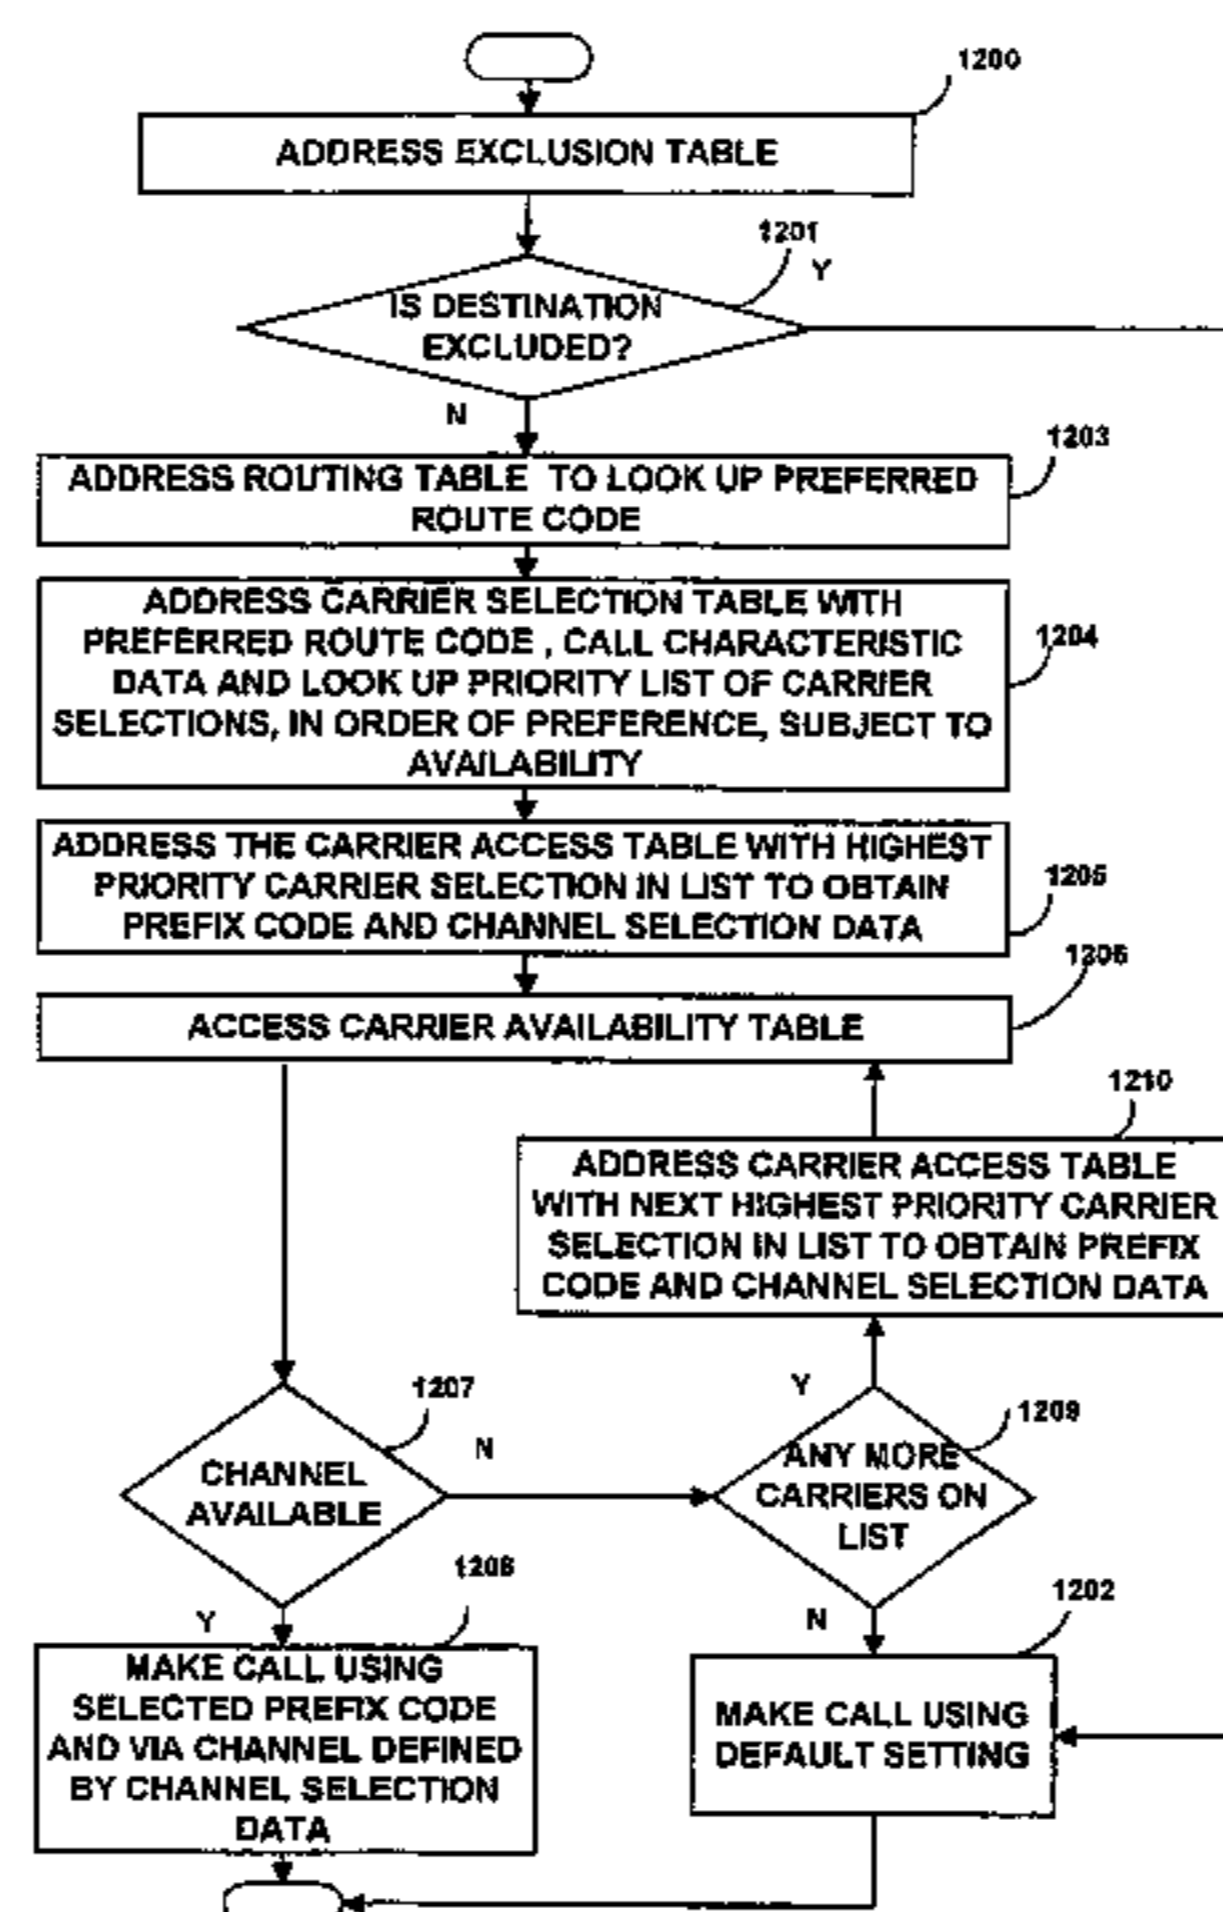 1200
ADDRESS EXCLUSION TABLE
1201
Y
IS DESTINATION
EXCLUDED?
N
1203
ADDRESS ROUTING TABLE TO LOOK UP PREFERRED
ROUTE CODE
ADDRESS CARRIER SELECTION TABLE WITH
PREFERRED ROUTE CODE , CALL CHARACTERISTIC
DATA AND LOOK UP PRIORITY LIST OF CARRIER
SELECTIONS, IN ORDER OF PREFERENCE, SUBJECT TO
AVAILABILITY
1204
ADDRESS THE CARRIER ACCESS TABLE WITH HIGHEST
PRIORITY CARRIER SELECTION IN LIST TO OBTAIN
PREFIX CODE AND CHANNEL SELECTION DATA
1205
1206
ACCESS CARRIER AVAILABILITY TABLE
1210
ADDRESS CARRIER ACCESS TABLE
WITH NEXT HIGHEST PRIORITY CARRIER
SELECTION IN LIST TO OBTAIN PREFIX
CODE AND CHANNEL SELECTION DATA
1207
N
CHANNEL
AVAILABLE
Y
1209
ANY MORE
CARRIERS ON
LIST
Y
1208
MAKE CALL USING
SELECTED PREFIX CODE
AND VIA CHANNEL DEFINED
BY CHANNEL SELECTION
DATA
N
1202
MAKE CALL USING
DEFAULT SETTING